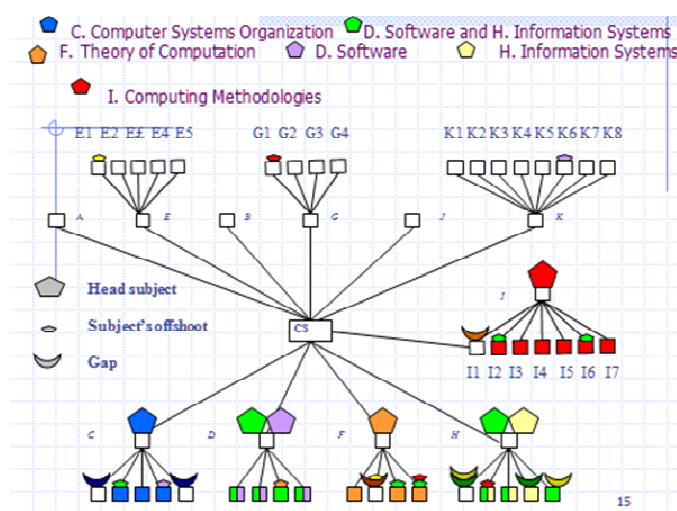 C. Computer Systems Organization D. Software and H. Information Systems
F. Theory of Computation D. Software H. Information Systems
I. Computing Methodologies
E1 E2 E£ E4 E5 G1 G2 G3 G4 K1 K2 K3 K4 K5 K6 K7 K8
A E B G J K
Head subject
I
Subject's offshoot
CS
Gap
I1 I2 I3 I4 I5 I6 I7
C D F H
15